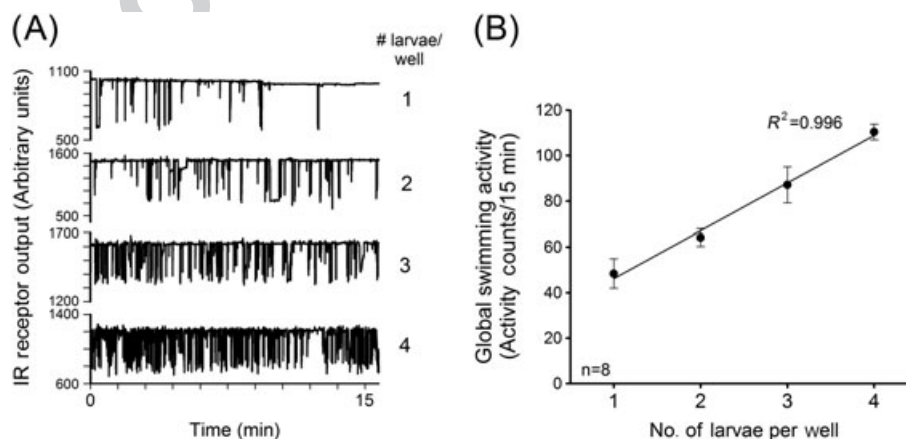 (A)
# larvae/
well
IR receptor output (Arbitrary units)
1100
500
1
1600
500
2
1700
1200
3
1400
600
4
0
15
Time (min)
(B)
Global swimming activity
(Activity counts/15 min)
120
100
80
60
40
20
0
R²=0.996
n=8
1 2 3 4
No. of larvae per well